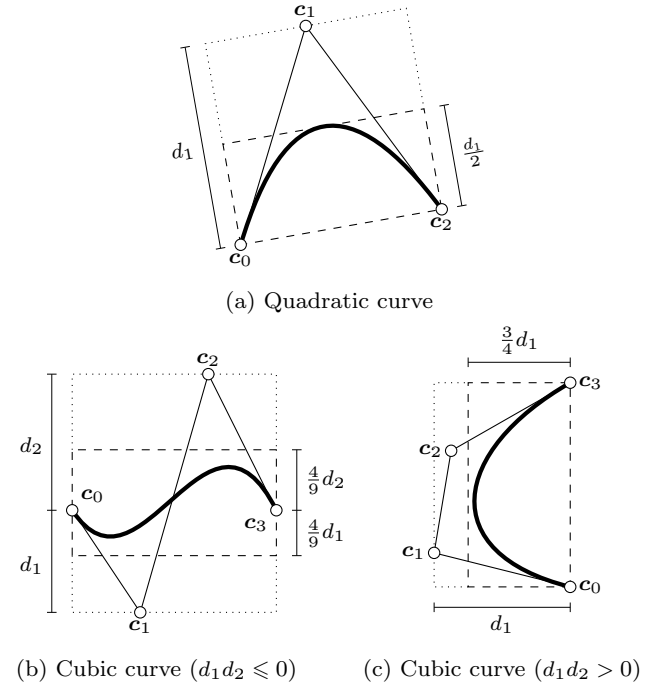 c₁
d₁
d₁/2
c₂
c₀
(a) Quadratic curve
c₂
d₂
c₀
4/9 d₂
c₃
4/9 d₁
d₁
c₁
(b) Cubic curve (d₁d₂ ⩽ 0)
3/4 d₁
c₃
c₂
c₁
c₀
d₁
(c) Cubic curve (d₁d₂ > 0)